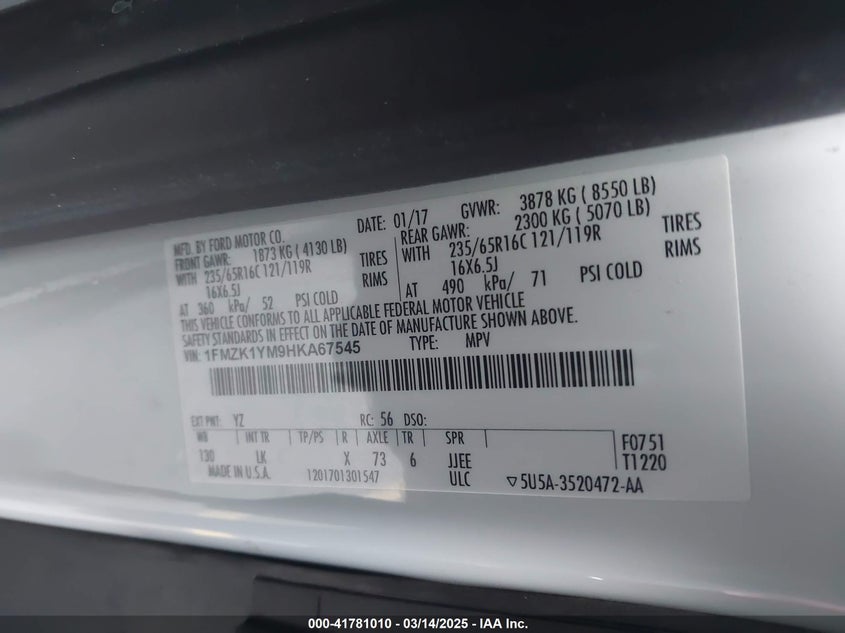 MFD. BY FORD MOTOR CO. DATE: 01/17 GVWR: 3878 KG ( 8550 LB)
FRONT GAWR: 1873 KG ( 4130 LB) REAR GAWR: 2300 KG ( 5070 LB)
WITH 235/65R16C 121/119R TIRES WITH 235/65R16C 121/119R TIRES
16X6.5J RIMS 16X6.5J RIMS
AT 360 kPa/ 52 PSI COLD AT 490 kPa/ 71 PSI COLD
THIS VEHICLE CONFORMS TO ALL APPLICABLE FEDERAL MOTOR VEHICLE
SAFETY STANDARDS IN EFFECT ON THE DATE OF MANUFACTURE SHOWN ABOVE.
VIN: 1FMZK1YM9HKA67545 TYPE: MPV
EXT PNT: YZ RC: 56 DSO:
WB INT TR TP/PS R AXLE TR SPR F0751
130 LK X 73 6 JJEE T1220
MADE IN U.S.A. 1201701301547 ULC ▽5U5A-3520472-AA
000-41781010 / 03/14/2025 - IAA Inc.